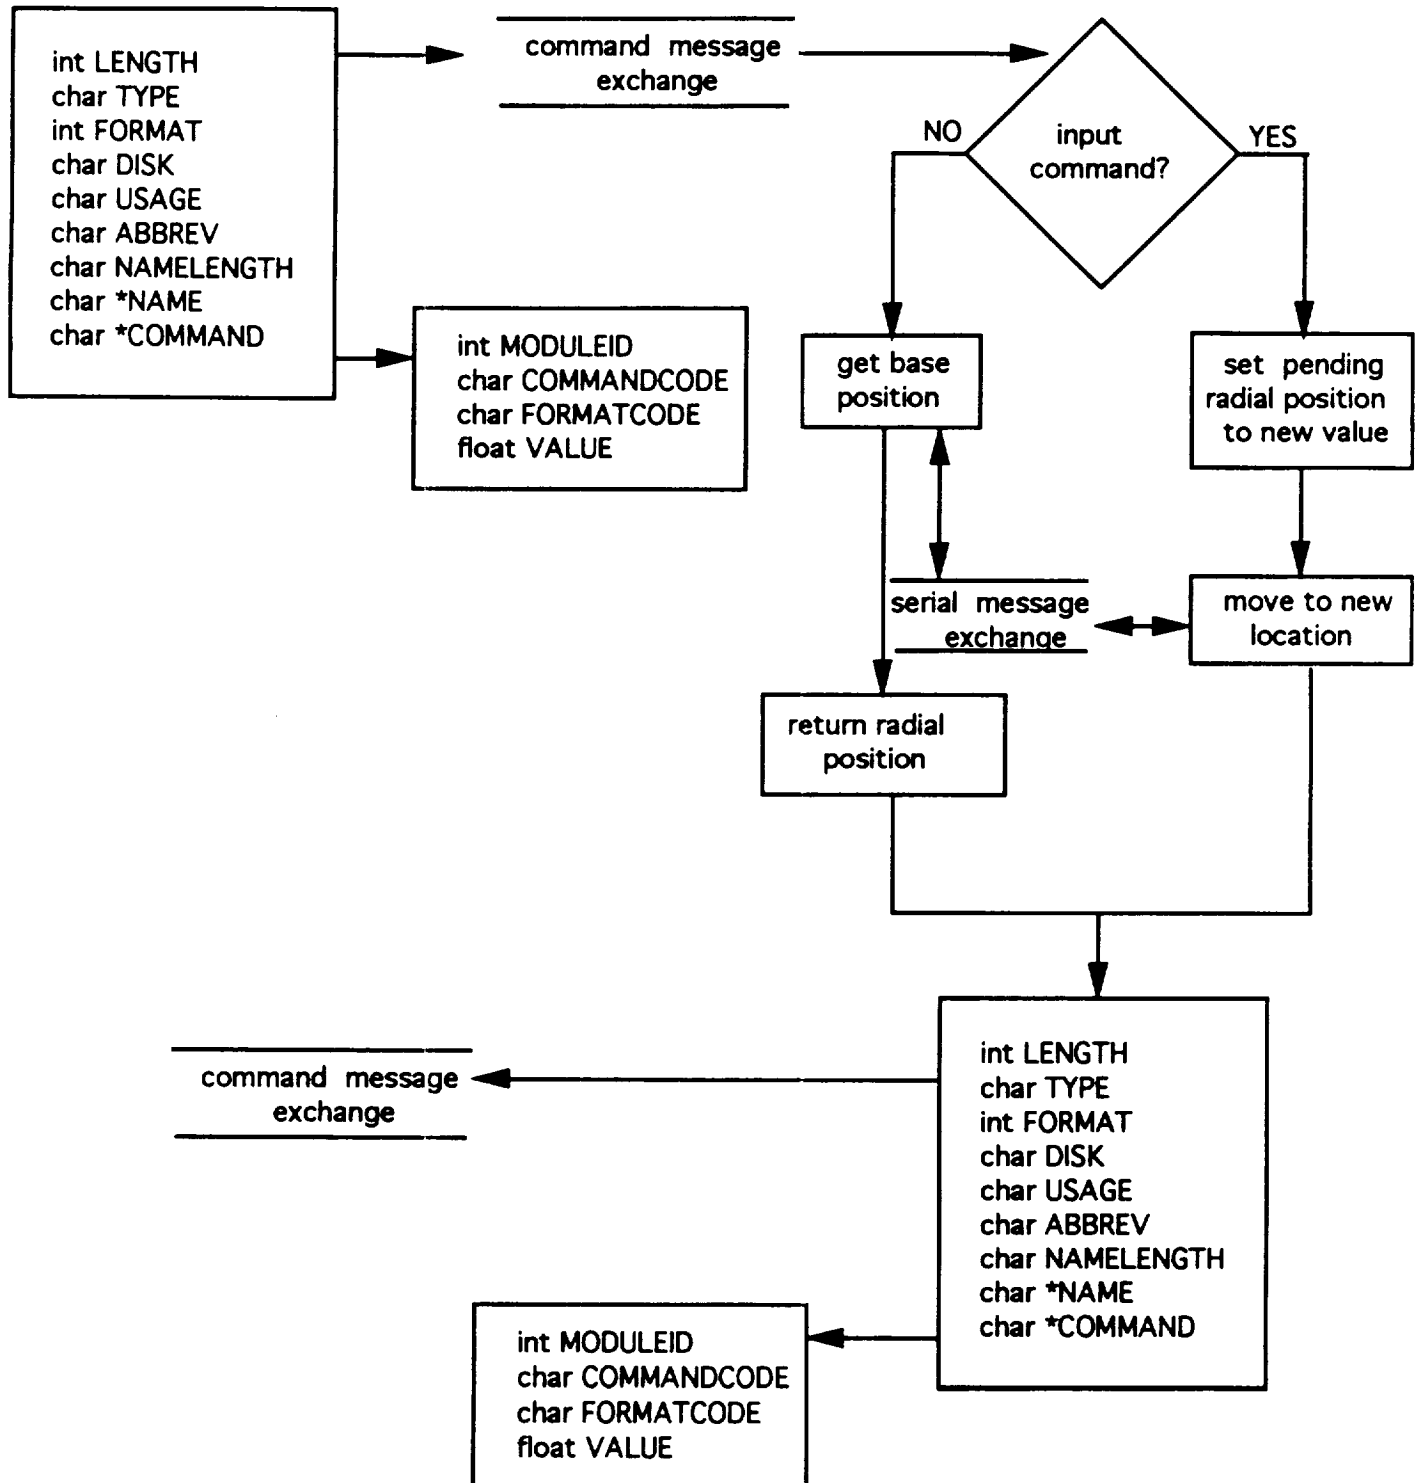 int LENGTH
char TYPE
int FORMAT
char DISK
char USAGE
char ABBREV
char NAMELENGTH
char *NAME
char *COMMAND
command message
exchange
input
command?
NO
YES
int MODULEID
char COMMANDCODE
char FORMATCODE
float VALUE
get base
position
set pending
radial position
to new value
serial message
exchange
move to new
location
return radial
position
command message
exchange
int LENGTH
char TYPE
int FORMAT
char DISK
char USAGE
char ABBREV
char NAMELENGTH
char *NAME
char *COMMAND
int MODULEID
char COMMANDCODE
char FORMATCODE
float VALUE